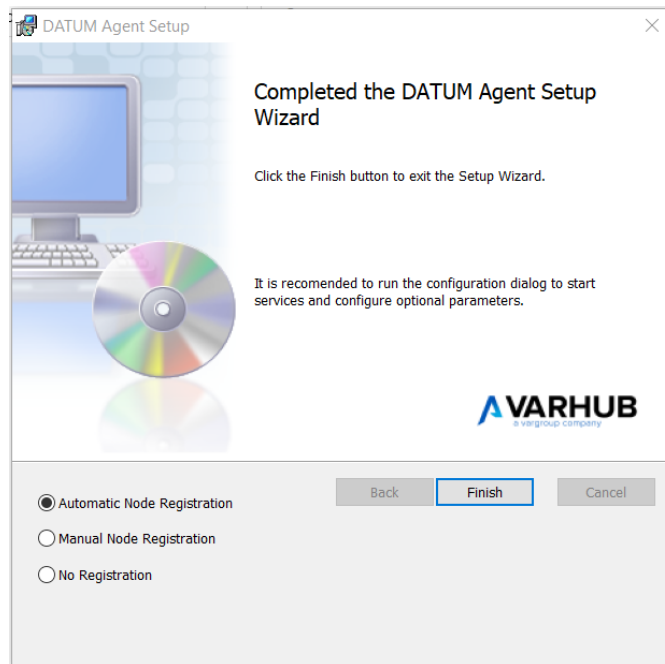 DATUM Agent Setup
Completed the DATUM Agent Setup
Wizard
Click the Finish button to exit the Setup Wizard.
It is recomended to run the configuration dialog to start
services and configure optional parameters.
VARHUB
a vargroup company
Back
Finish
Cancel
Automatic Node Registration
Manual Node Registration
No Registration